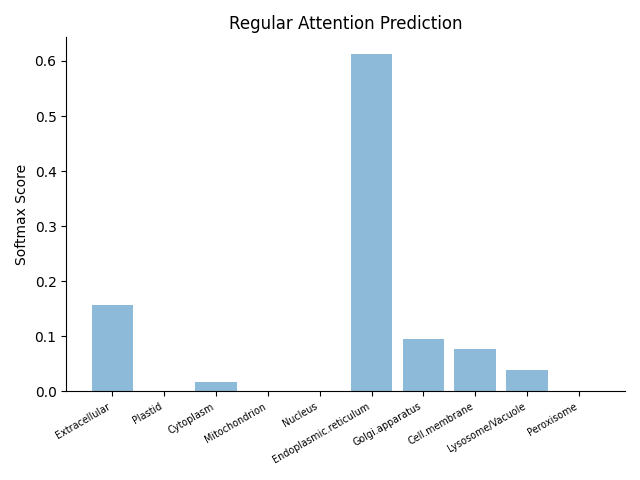 Regular Attention Prediction
Softmax Score
0.6
0.5
0.4
0.3
0.2
0.1
0.0
Extracellular
Plastid
Cytoplasm
Mitochondrion
Nucleus
Endoplasmic.reticulum
Golgi.apparatus
Cell.membrane
Lysosome/Vacuole
Peroxisome